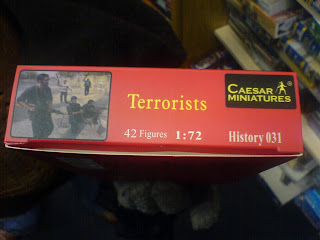 Terrorists
CAESAR
MINIATURES
42 Figures 1:72
History 031